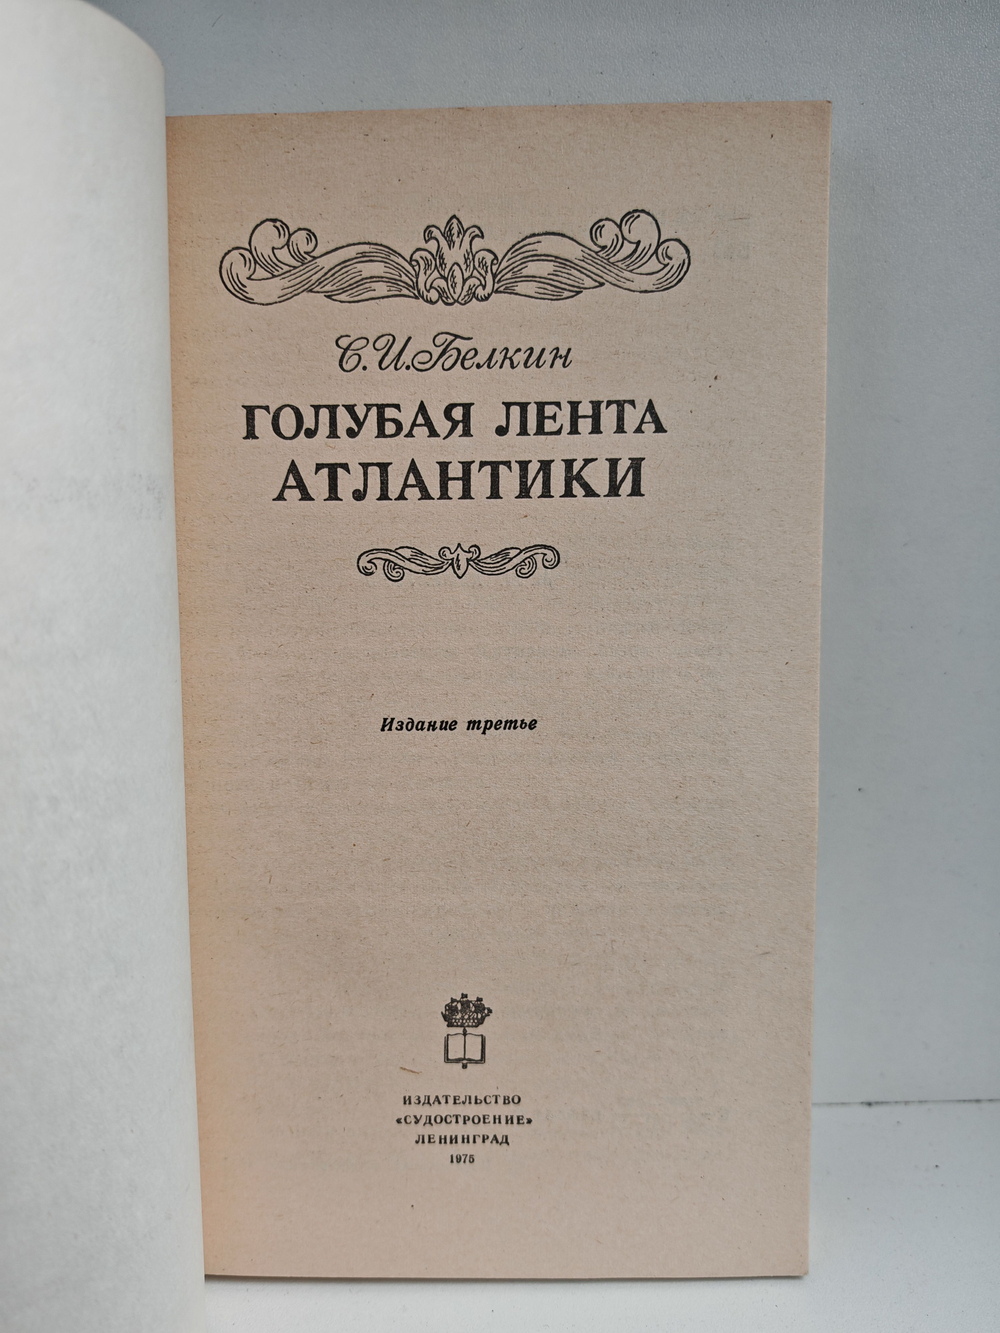 С. И. Белкин
ГОЛУБАЯ ЛЕНТА
АТЛАНТИКИ
Издание третье
ИЗДАТЕЛЬСТВО
«СУДОСТРОЕНИЕ»
ЛЕНИНГРАД
1975